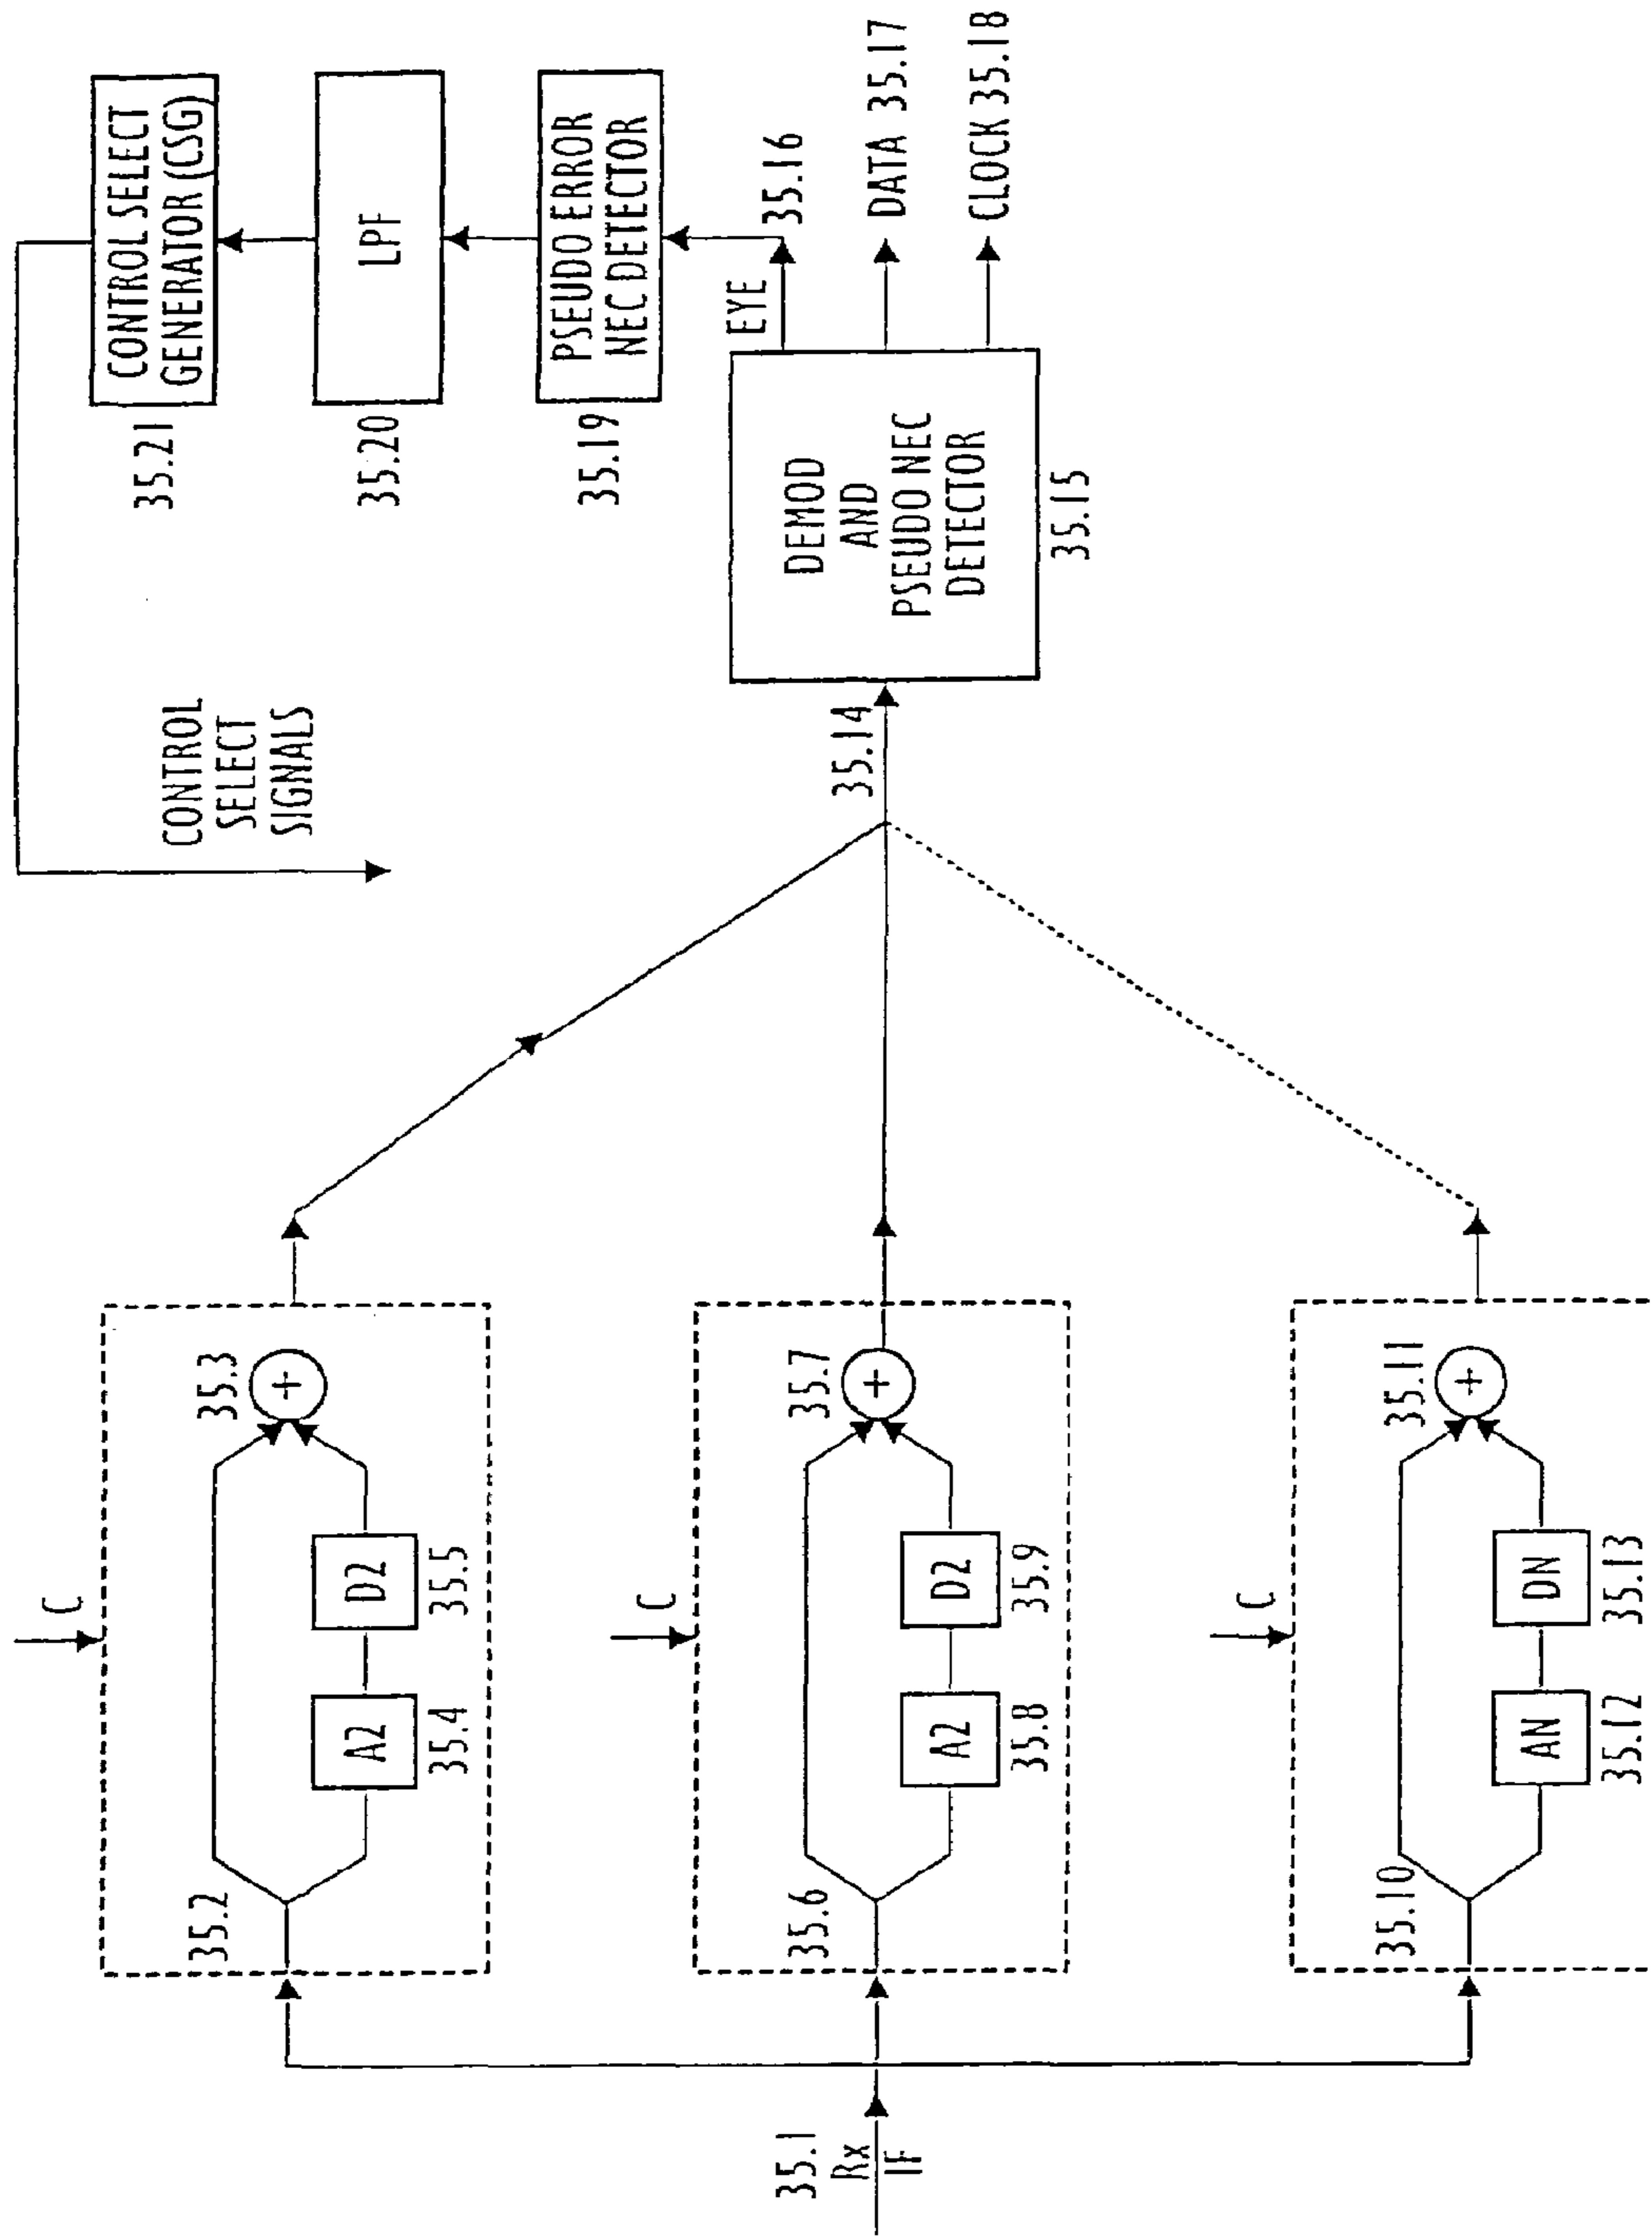 CONTROL SELECT
GENERATOR (CSG)
35.21
LPF
35.20
PSEUDO ERROR
NEC DETECTOR
35.19
CONTROL
SELECT
SIGNALS
EYE
35.16
DATA 35.17
CLOCK 35.18
DEMOD
AND
PSEUDO NEC
DETECTOR
35.15
35.14
C
35.2
35.3
A2
35.4
D2
35.5
C
35.6
35.7
A2
35.8
D2
35.9
C
35.10
35.11
AN
35.12
DN
35.13
35.1
Rx
IF
+
+
+